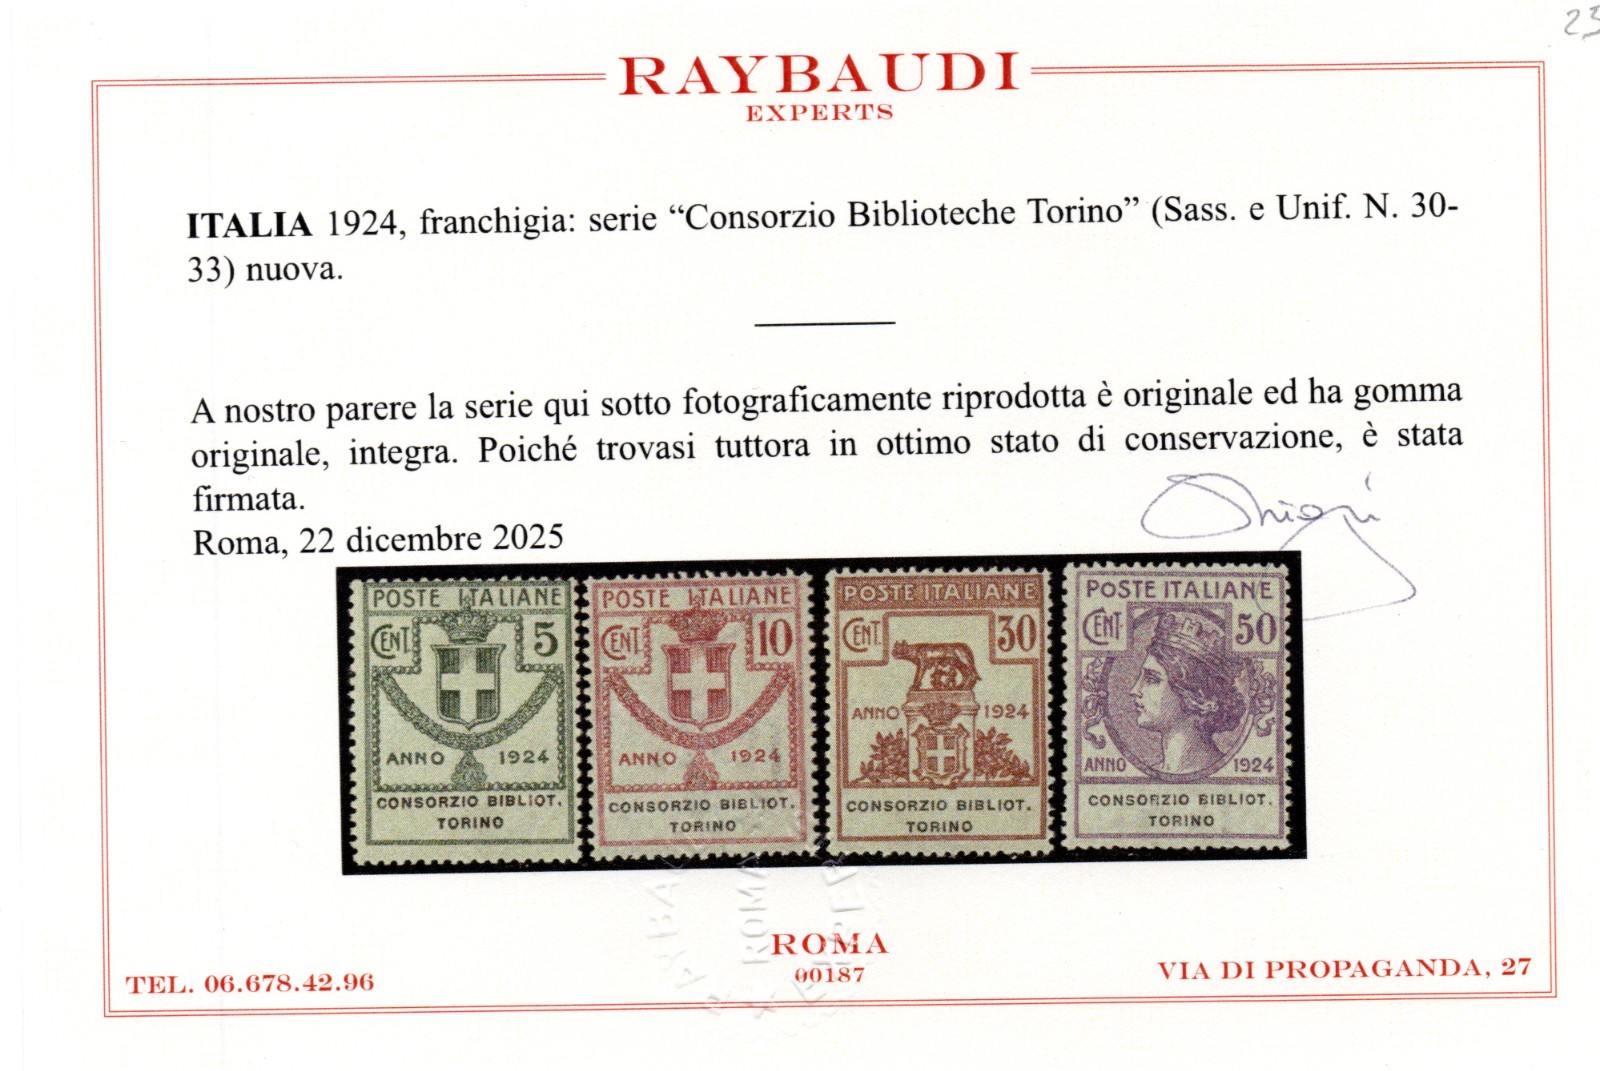 23
RAYBAUDI
EXPERTS
ITALIA 1924, franchigia: serie “Consorzio Biblioteche Torino” (Sass. e Unif. N. 30-
33) nuova.
A nostro parere la serie qui sotto fotograficamente riprodotta è originale ed ha gomma
originale, integra. Poiché trovasi tuttora in ottimo stato di conservazione, è stata
firmata.
Roma, 22 dicembre 2025
POSTE ITALIANE
CENT. 5
ANNO 1924
CONSORZIO BIBLIOT.
TORINO
POSTE ITALIANE
CENT. 10
ANNO 1924
CONSORZIO BIBLIOT.
TORINO
POSTE ITALIANE
CENT. 30
ANNO 1924
CONSORZIO BIBLIOT.
TORINO
POSTE ITALIANE
CENT. 50
ANNO 1924
CONSORZIO BIBLIOT.
TORINO
ROMA
ROMA
00187
TEL. 06.678.42.96
VIA DI PROPAGANDA, 27